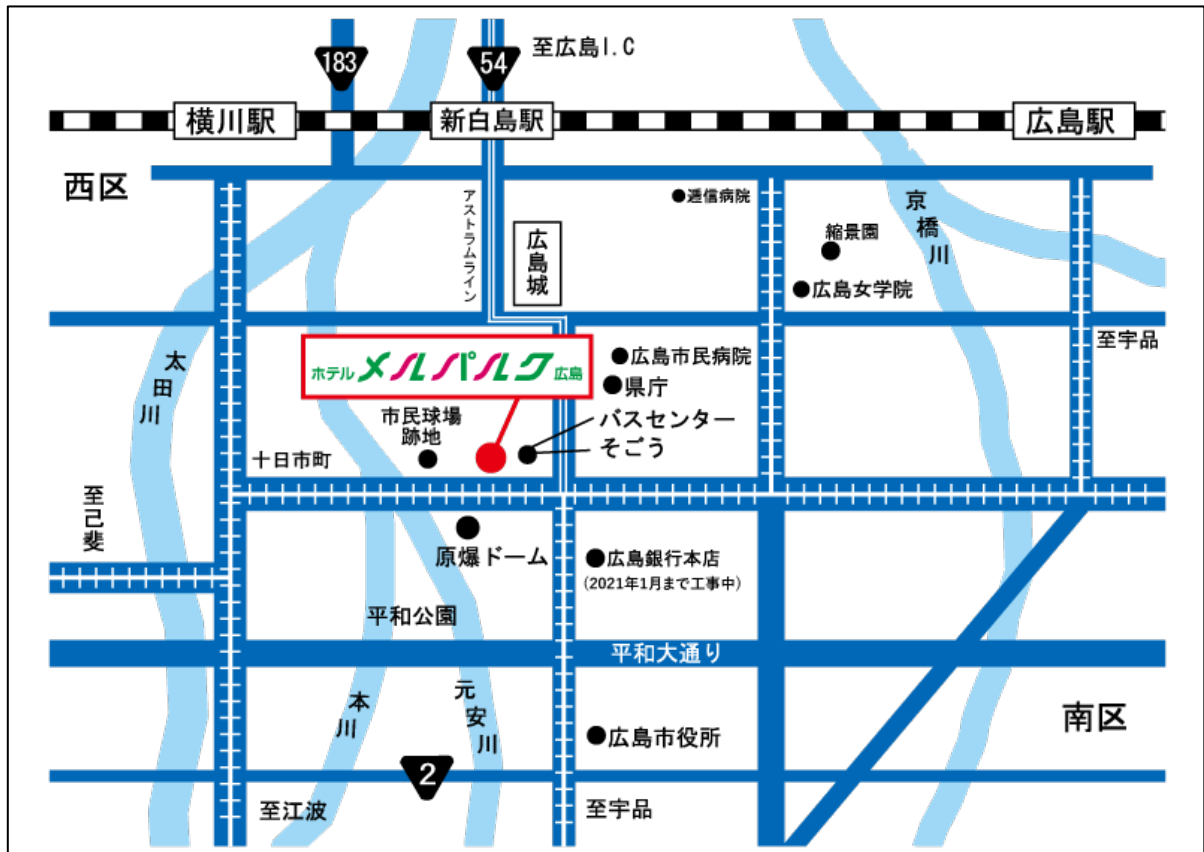 至広島I.C
183
54
横川駅
新白島駅
広島駅
西区
アストラムライン
広島城
逓信病院
縮景園
京橋川
広島女学院
至宇品
太田川
ホテル メルパルク 広島
広島市民病院
県庁
市民球場
跡地
バスセンター
そごう
十日市町
至己斐
原爆ドーム
広島銀行本店
(2021年1月まで工事中)
平和公園
平和大通り
本川
元安川
広島市役所
南区
2
至江波
至宇品